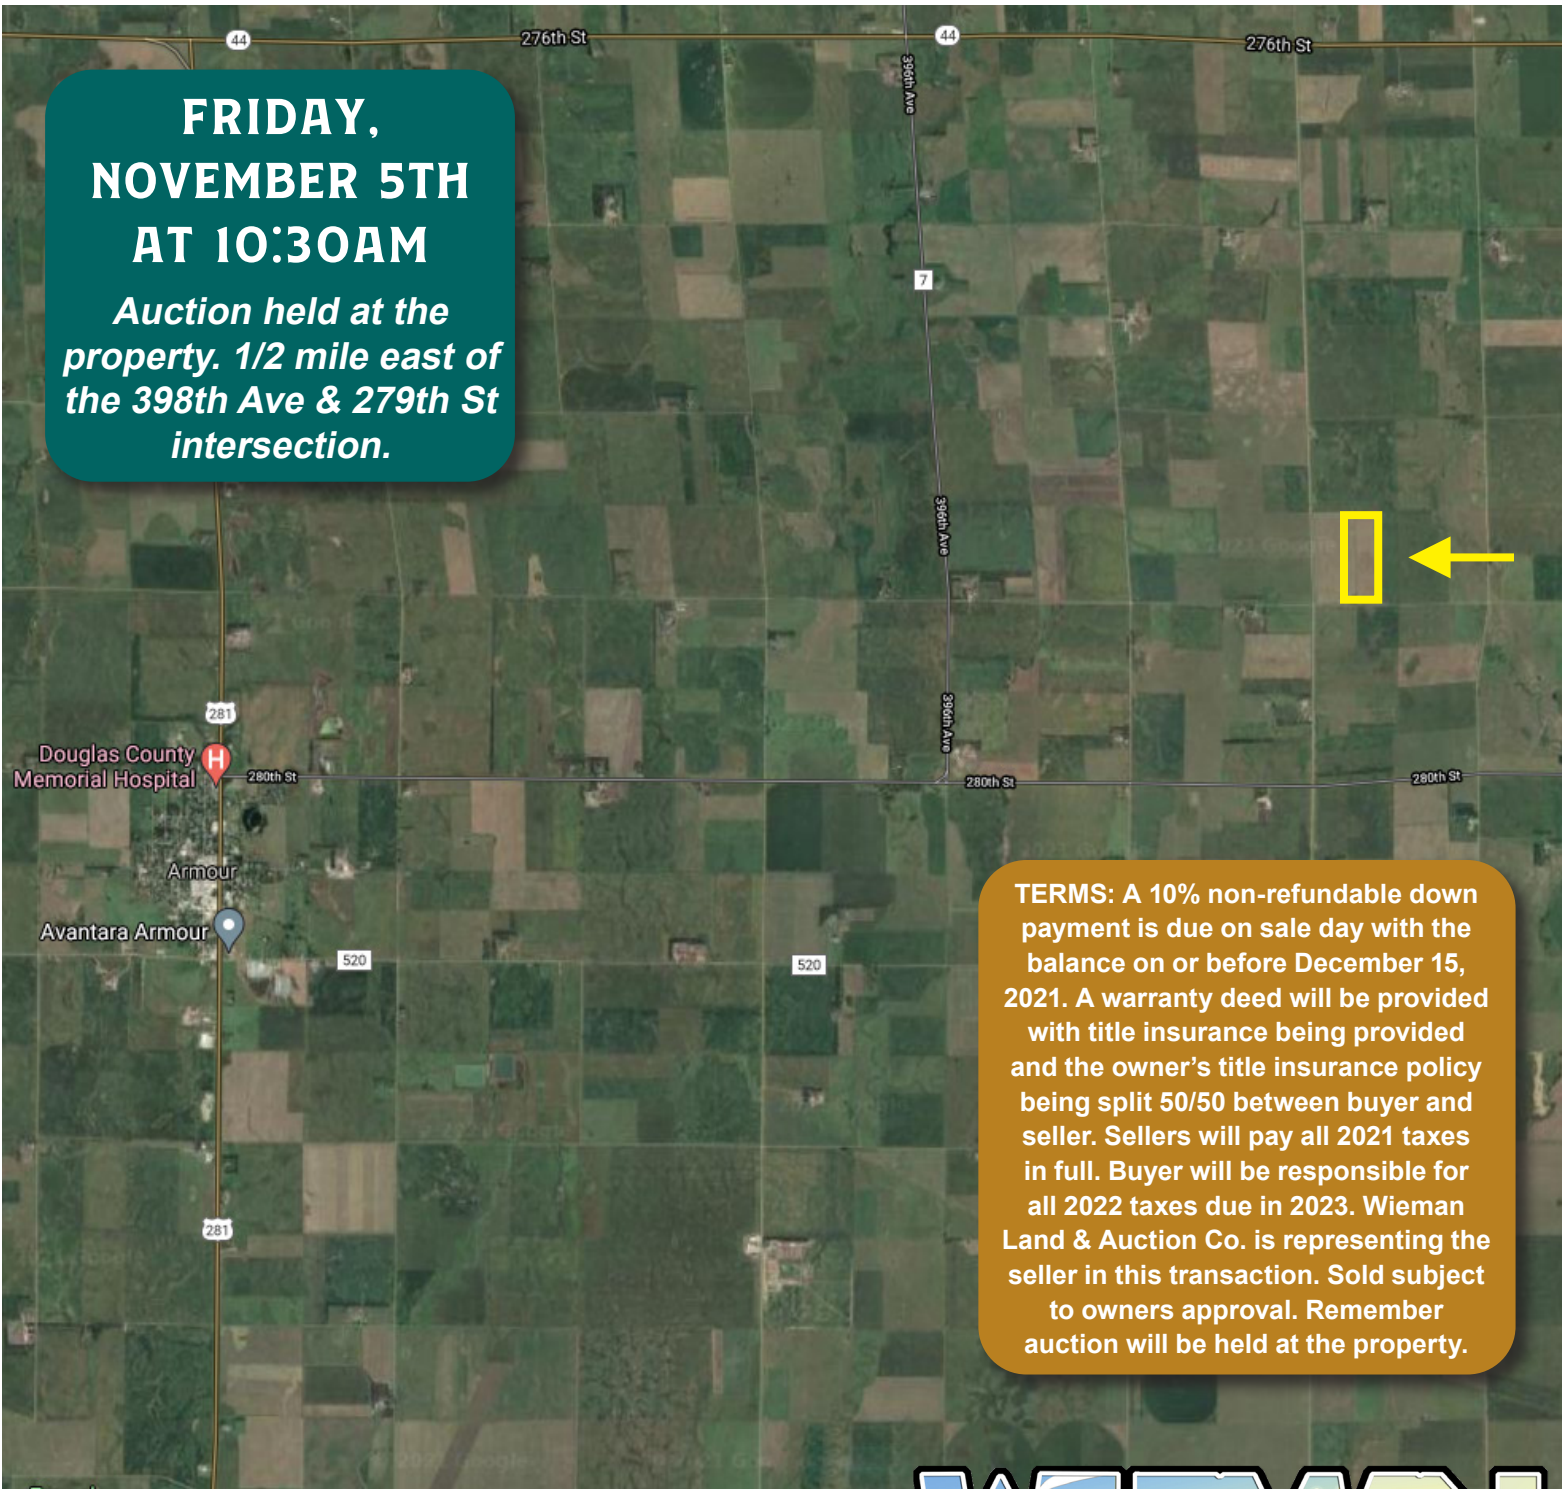 44
276th St
44
276th St
396th Ave
FRIDAY,
NOVEMBER 5TH
AT 10:30AM
Auction held at the
property. 1/2 mile east of
the 398th Ave & 279th St
intersection.
7
396th Ave
281
396th Ave
Douglas County
Memorial Hospital
H
280th St
280th St
280th St
Armour
Avantara Armour
520
520
TERMS: A 10% non-refundable down
payment is due on sale day with the
balance on or before December 15,
2021. A warranty deed will be provided
with title insurance being provided
and the owner's title insurance policy
being split 50/50 between buyer and
seller. Sellers will pay all 2021 taxes
in full. Buyer will be responsible for
all 2022 taxes due in 2023. Wieman
Land & Auction Co. is representing the
seller in this transaction. Sold subject
to owners approval. Remember
auction will be held at the property.
281